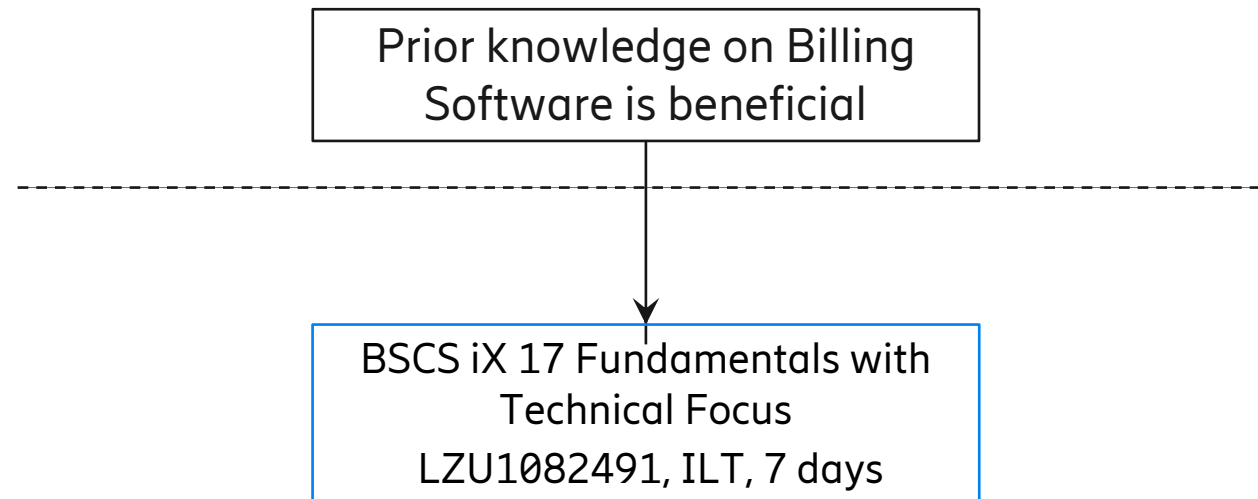 Prior knowledge on Billing
Software is beneficial
BSCS iX 17 Fundamentals with
Technical Focus
LZU1082491, ILT, 7 days